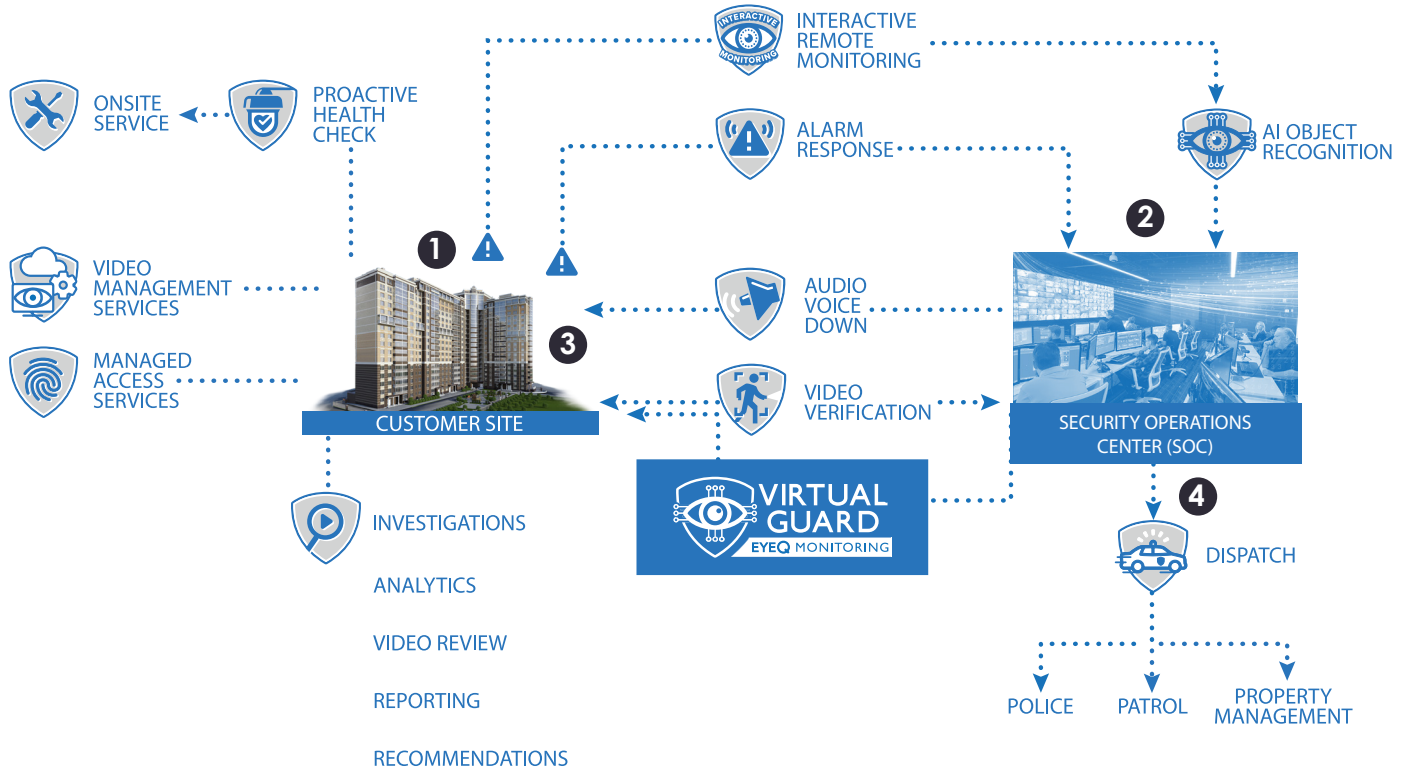 INTERACTIVE
MONITORING
INTERACTIVE
REMOTE
MONITORING
ONSITE
SERVICE
PROACTIVE
HEALTH
CHECK
ALARM
RESPONSE
AI OBJECT
RECOGNITION
1
2
VIDEO
MANAGEMENT
SERVICES
AUDIO
VOICE
DOWN
3
MANAGED
ACCESS
SERVICES
VIDEO
VERIFICATION
CUSTOMER SITE
SECURITY OPERATIONS
CENTER (SOC)
VIRTUAL
GUARD
EYEQ MONITORING
4
INVESTIGATIONS
DISPATCH
ANALYTICS
VIDEO REVIEW
REPORTING
RECOMMENDATIONS
POLICE
PATROL
PROPERTY
MANAGEMENT